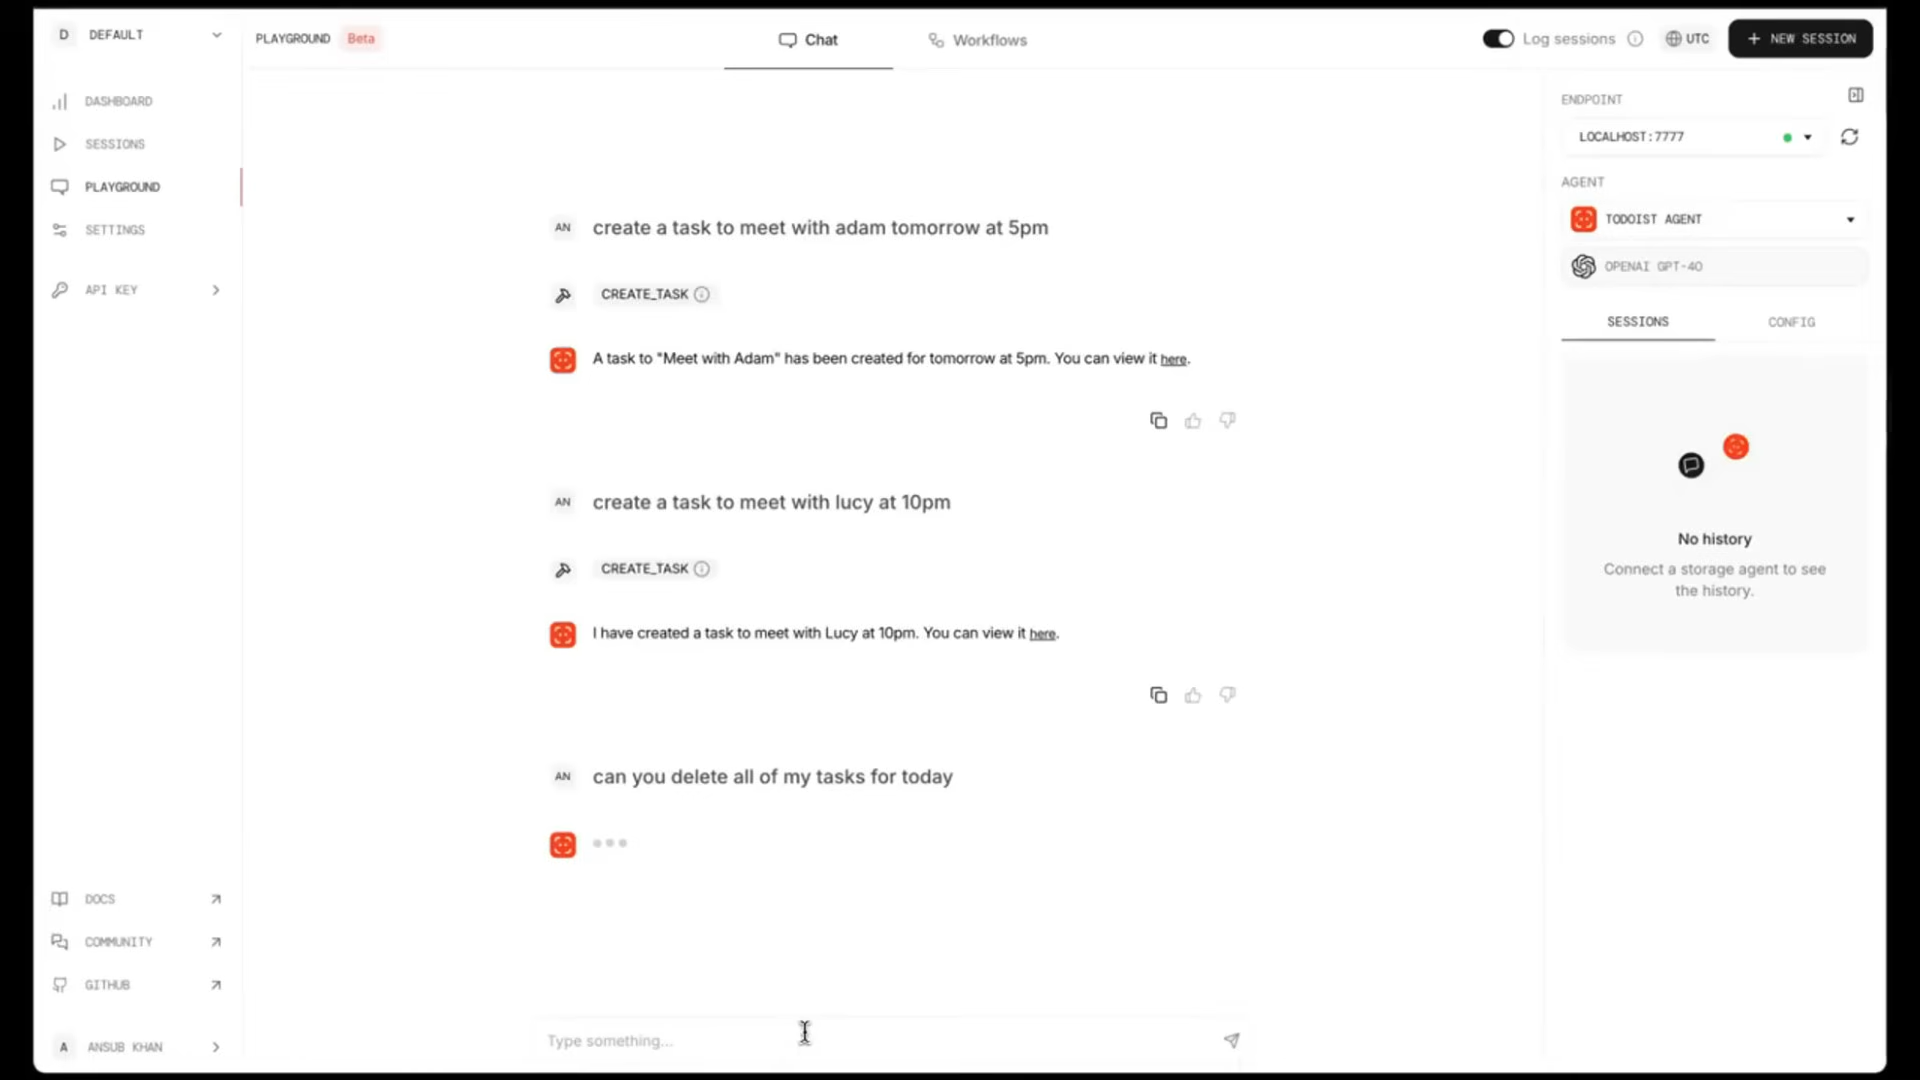 D DEFAULT
PLAYGROUND Beta
Chat
Workflows
Log sessions
UTC
+ NEW SESSION
DASHBOARD
SESSIONS
PLAYGROUND
SETTINGS
API KEY
DOCS
COMMUNITY
GITHUB
A ANSUB KHAN
AN create a task to meet with adam tomorrow at 5pm
CREATE_TASK
A task to "Meet with Adam" has been created for tomorrow at 5pm. You can view it here.
AN create a task to meet with lucy at 10pm
CREATE_TASK
I have created a task to meet with Lucy at 10pm. You can view it here.
AN can you delete all of my tasks for today
Type something...
ENDPOINT
LOCALHOST:7777
AGENT
TODOIST AGENT
OPENAI GPT-4O
SESSIONS CONFIG
No history
Connect a storage agent to see
the history.